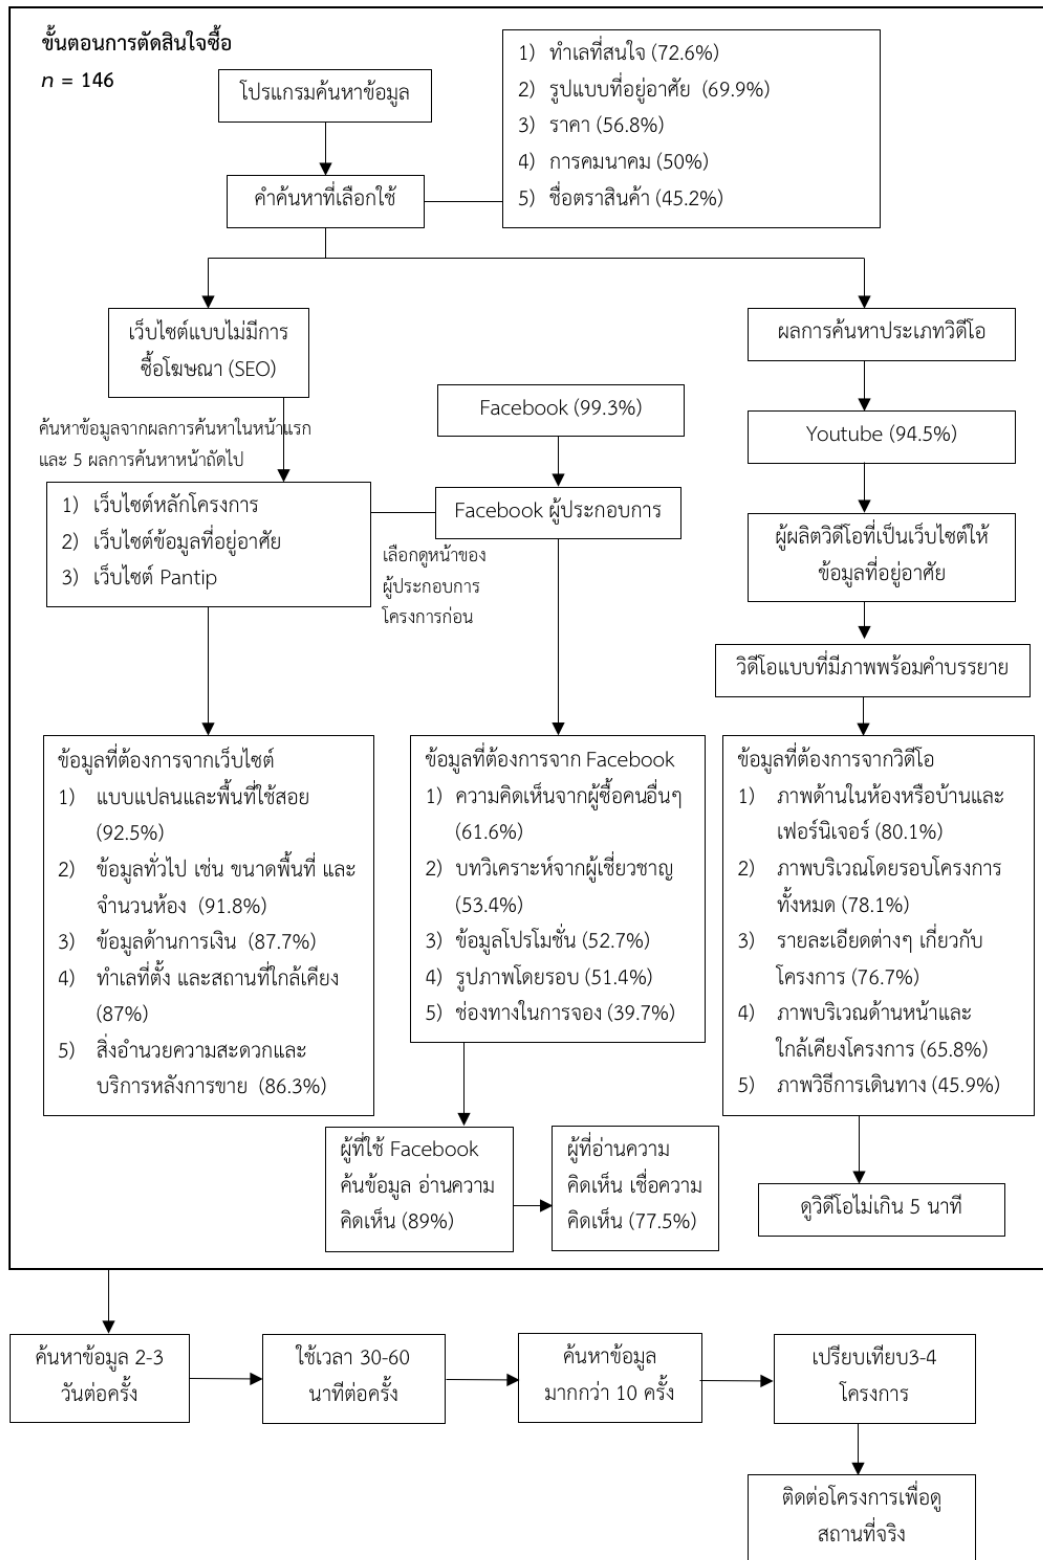 ขั้นตอนการตัดสินใจซื้อ
n = 146
โปรแกรมค้นหาข้อมูล
1) ทำเลที่สนใจ (72.6%)
2) รูปแบบที่อยู่อาศัย (69.9%)
3) ราคา (56.8%)
4) การคมนาคม (50%)
5) ชื่อตราสินค้า (45.2%)
คำค้นหาที่เลือกใช้
เว็บไซต์แบบไม่มีการ
ซื้อโฆษณา (SEO)
ผลการค้นหาประเภทวิดีโอ
ค้นหาข้อมูลจากผลการค้นหาในหน้าแรก
และ 5 ผลการค้นหาหน้าถัดไป
Facebook (99.3%)
Youtube (94.5%)
1) เว็บไซต์หลักโครงการ
2) เว็บไซต์ข้อมูลที่อยู่อาศัย
3) เว็บไซต์ Pantip
Facebook ผู้ประกอบการ
เลือกดูหน้าของ
ผู้ประกอบการ
โครงการก่อน
ผู้ผลิตวิดีโอที่เป็นเว็บไซต์ให้
ข้อมูลที่อยู่อาศัย
วิดีโอแบบที่มีภาพพร้อมคำบรรยาย
ข้อมูลที่ต้องการจากเว็บไซต์
1) แบบแปลนและพื้นที่ใช้สอย
(92.5%)
2) ข้อมูลทั่วไป เช่น ขนาดพื้นที่ และ
จำนวนห้อง (91.8%)
3) ข้อมูลด้านการเงิน (87.7%)
4) ทำเลที่ตั้ง และสถานที่ใกล้เคียง
(87%)
5) สิ่งอำนวยความสะดวกและ
บริการหลังการขาย (86.3%)
ข้อมูลที่ต้องการจาก Facebook
1) ความคิดเห็นจากผู้ซื้อคนอื่นๆ
(61.6%)
2) บทวิเคราะห์จากผู้เชี่ยวชาญ
(53.4%)
3) ข้อมูลโปรโมชั่น (52.7%)
4) รูปภาพโดยรอบ (51.4%)
5) ช่องทางในการจอง (39.7%)
ข้อมูลที่ต้องการจากวิดีโอ
1) ภาพด้านในห้องหรือบ้านและ
เฟอร์นิเจอร์ (80.1%)
2) ภาพบริเวณโดยรอบโครงการ
ทั้งหมด (78.1%)
3) รายละเอียดต่างๆ เกี่ยวกับ
โครงการ (76.7%)
4) ภาพบริเวณด้านหน้าและ
ใกล้เคียงโครงการ (65.8%)
5) ภาพวิธีการเดินทาง (45.9%)
ผู้ที่ใช้ Facebook
ค้นข้อมูล อ่านความ
คิดเห็น (89%)
ผู้ที่อ่านความ
คิดเห็น เชื่อความ
คิดเห็น (77.5%)
ดูวิดีโอไม่เกิน 5 นาที
ค้นหาข้อมูล 2-3
วันต่อครั้ง
ใช้เวลา 30-60
นาทีต่อครั้ง
ค้นหาข้อมูล
มากกว่า 10 ครั้ง
เปรียบเทียบ3-4
โครงการ
ติดต่อโครงการเพื่อดู
สถานที่จริง